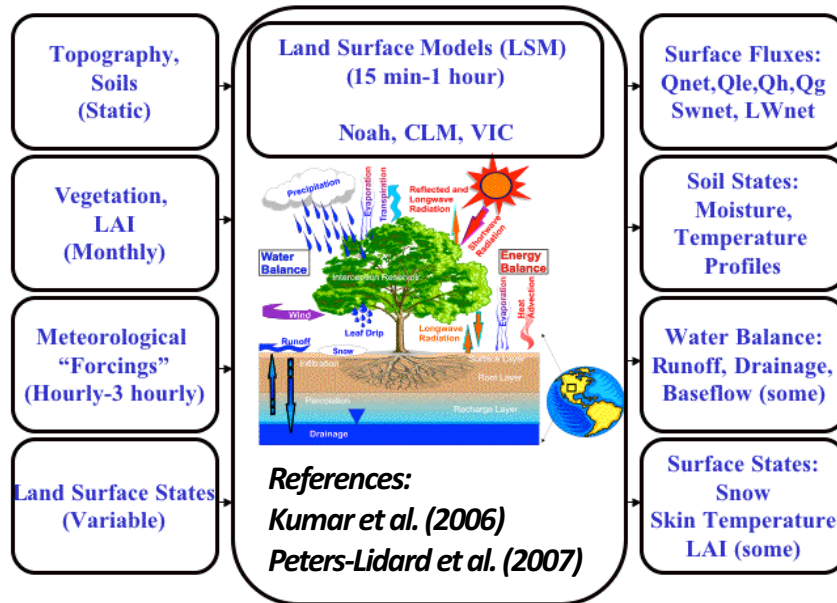 Topography,
Soils
(Static)
Vegetation,
LAI
(Monthly)
Meteorological
“Forcings”
(Hourly-3 hourly)
Land Surface States
(Variable)
Land Surface Models (LSM)
(15 min-1 hour)
Noah, CLM, VIC
Precipitation
Evaporation
Transpiration
Reflected and
Longwave
Radiation
Shortwave
Radiation
Water
Balance
Energy
Balance
Interception Reservoir
Wind
Leaf Drip
Longwave
Radiation
Evaporation
Heat
Advection
Runoff
Snow
Surface Layer
Infiltration
Root Layer
Percolation
Recharge Layer
Drainage
References:
Kumar et al. (2006)
Peters-Lidard et al. (2007)
Surface Fluxes:
Qnet,Qle,Qh,Qg
Swnet, LWnet
Soil States:
Moisture,
Temperature
Profiles
Water Balance:
Runoff, Drainage,
Baseflow (some)
Surface States:
Snow
Skin Temperature
LAI (some)